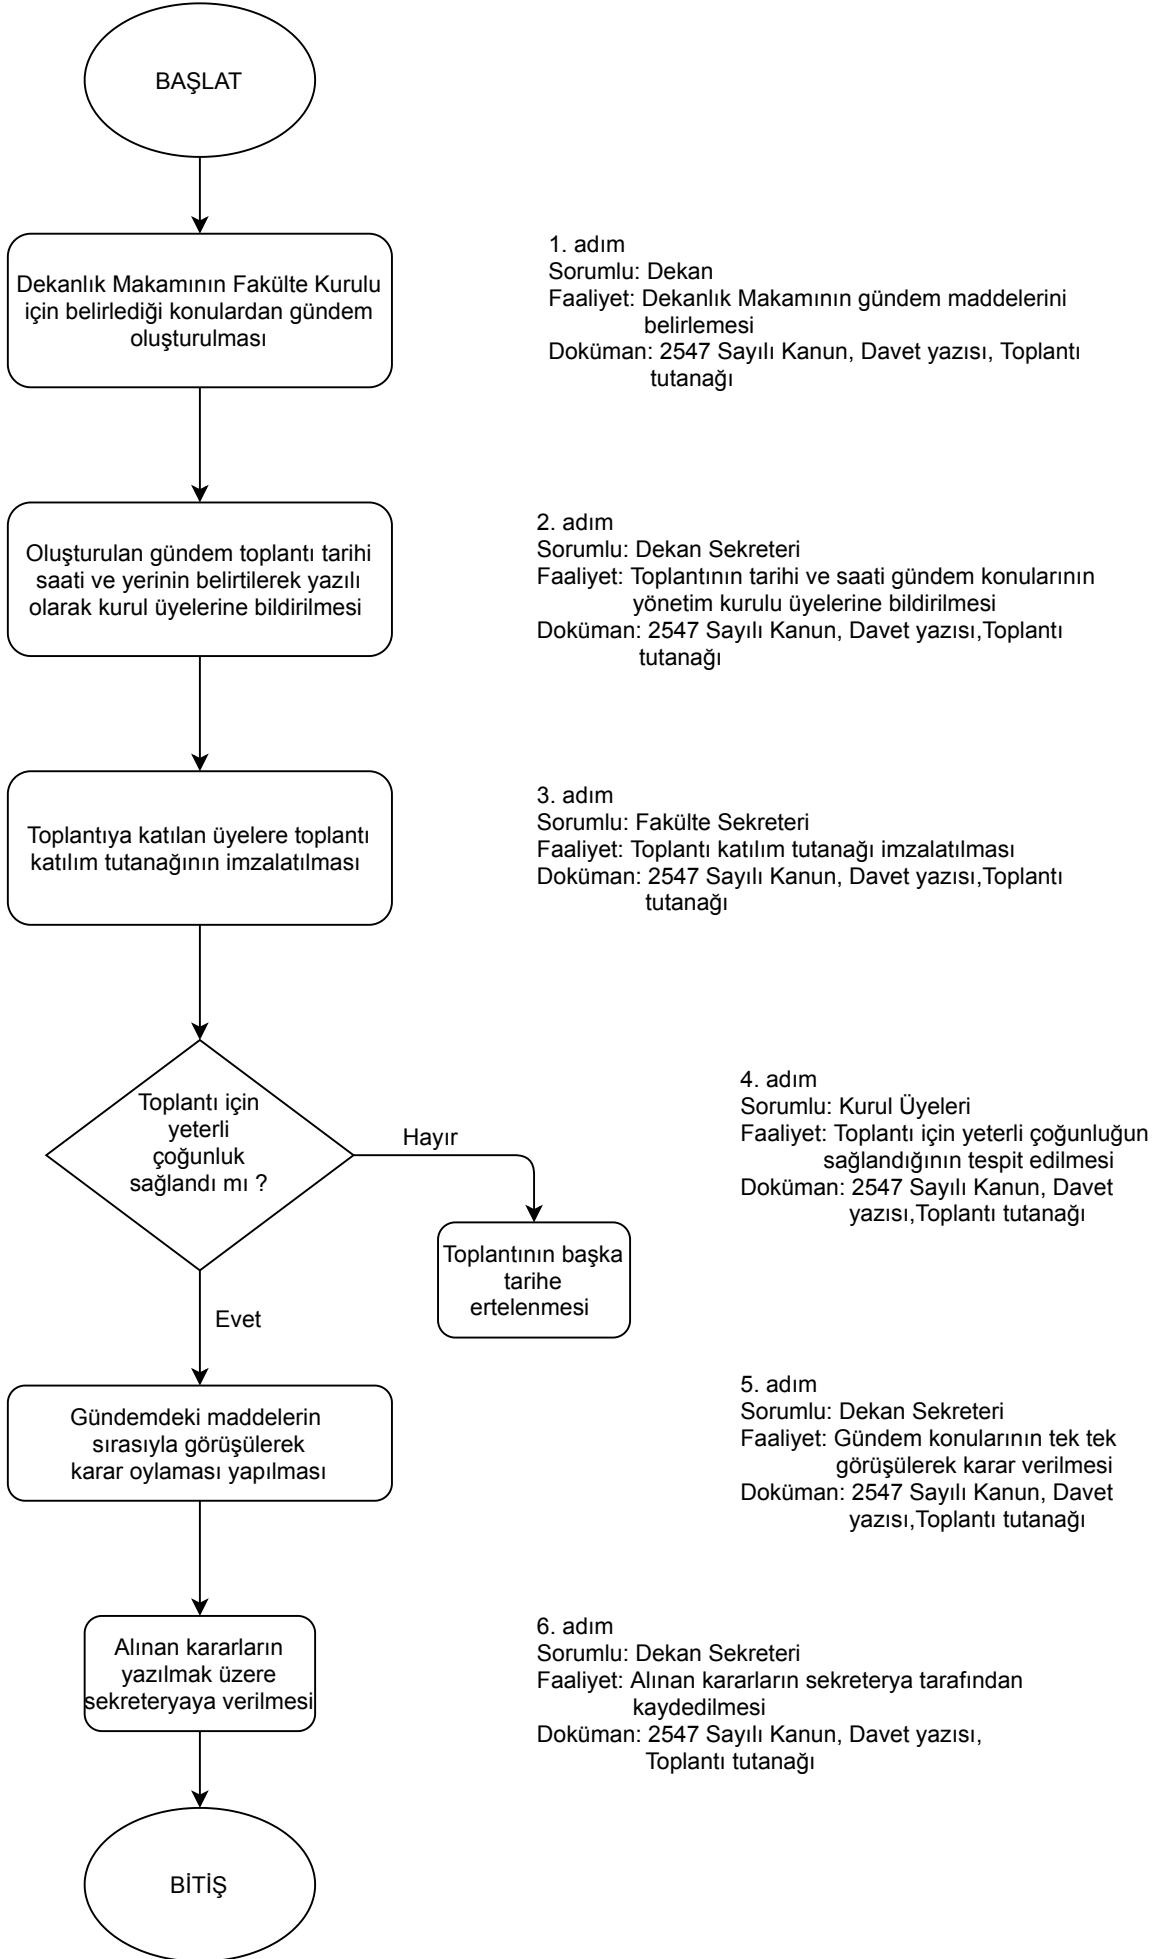 BAŞLAT
Dekanlık Makamının Fakülte Kurulu
için belirlediği konulardan gündem
oluşturulması
1. adım
Sorumlu: Dekan
Faaliyet: Dekanlık Makamının gündem maddelerini
belirlemesi
Doküman: 2547 Sayılı Kanun, Davet yazısı, Toplantı
tutanağı
Oluşturulan gündem toplantı tarihi
saati ve yerinin belirtilerek yazılı
olarak kurul üyelerine bildirilmesi
2. adım
Sorumlu: Dekan Sekreteri
Faaliyet: Toplantının tarihi ve saati gündem konularının
yönetim kurulu üyelerine bildirilmesi
Doküman: 2547 Sayılı Kanun, Davet yazısı,Toplantı
tutanağı
Toplantıya katılan üyelere toplantı
katılım tutanağının imzalatılması
3. adım
Sorumlu: Fakülte Sekreteri
Faaliyet: Toplantı katılım tutanağı imzalatılması
Doküman: 2547 Sayılı Kanun, Davet yazısı,Toplantı
tutanağı
Toplantı için
yeterli
çoğunluk
sağlandı mı ?
Hayır
Toplantının başka
tarihe
ertelenmesi
Evet
4. adım
Sorumlu: Kurul Üyeleri
Faaliyet: Toplantı için yeterli çoğunluğun
sağlandığının tespit edilmesi
Doküman: 2547 Sayılı Kanun, Davet
yazısı,Toplantı tutanağı
Gündemdeki maddelerin
sırasıyla görüşülerek
karar oylaması yapılması
5. adım
Sorumlu: Dekan Sekreteri
Faaliyet: Gündem konularının tek tek
görüşülerek karar verilmesi
Doküman: 2547 Sayılı Kanun, Davet
yazısı,Toplantı tutanağı
Alınan kararların
yazılmak üzere
sekreteryaya verilmesi
6. adım
Sorumlu: Dekan Sekreteri
Faaliyet: Alınan kararların sekreterya tarafından
kaydedilmesi
Doküman: 2547 Sayılı Kanun, Davet yazısı,
Toplantı tutanağı
BİTİŞ